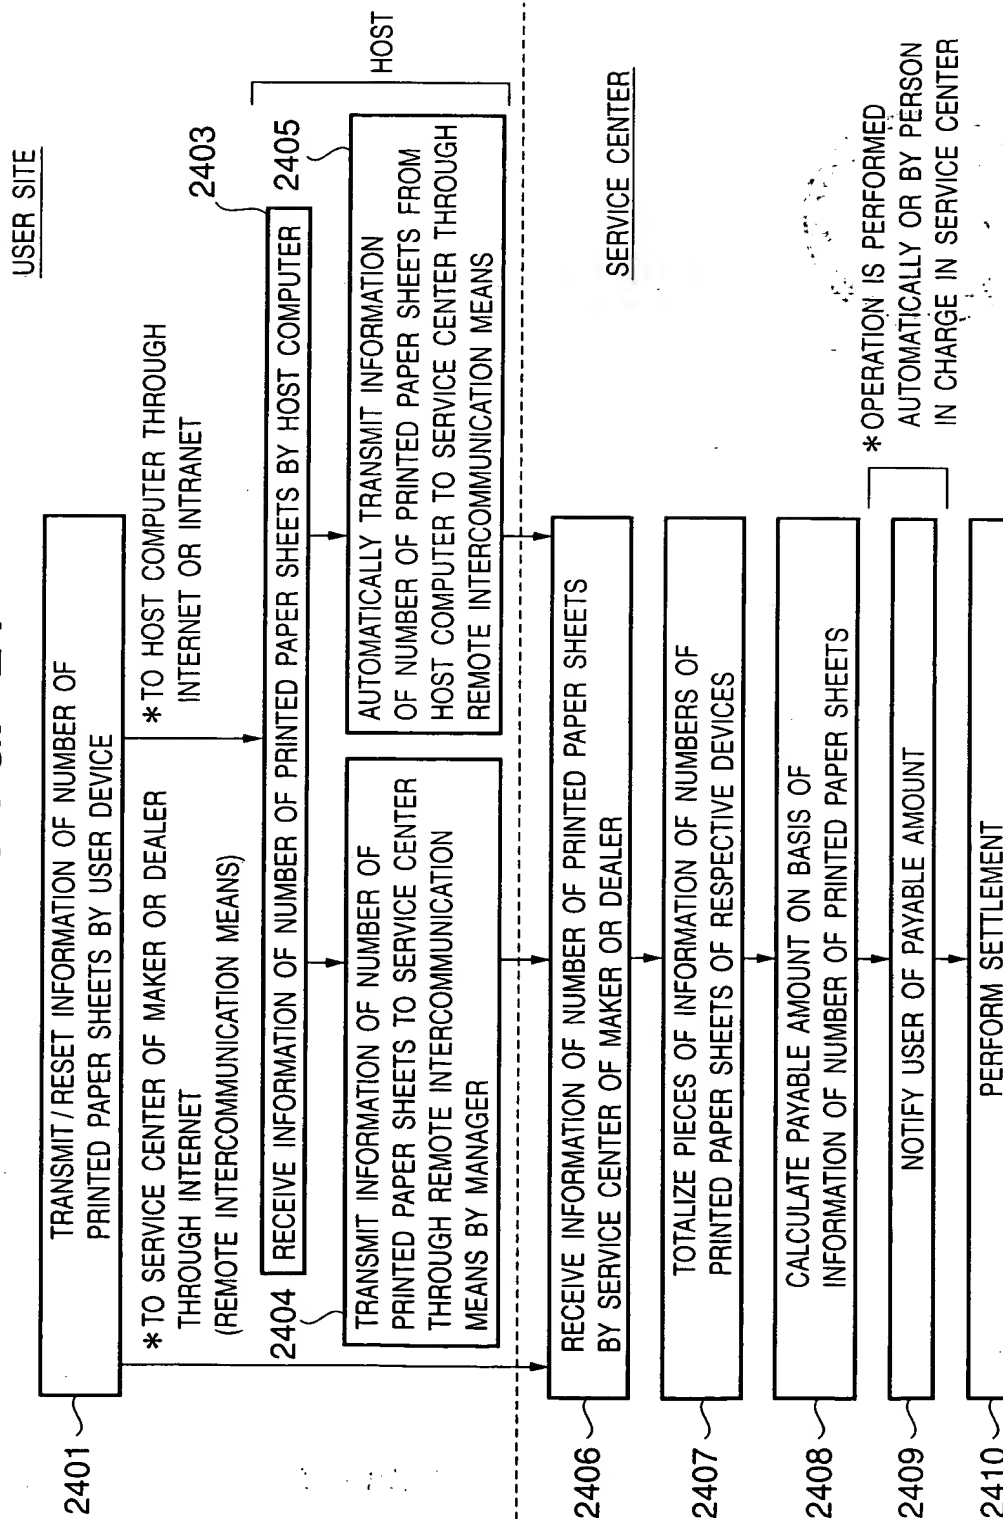 USER SITE
2401
TRANSMIT/RESET INFORMATION OF NUMBER OF
PRINTED PAPER SHEETS BY USER DEVICE
*TO SERVICE CENTER OF MAKER OR DEALER
THROUGH INTERNET
(REMOTE INTERCOMMUNICATION MEANS)
*TO HOST COMPUTER THROUGH
INTERNET OR INTRANET
2403
RECEIVE INFORMATION OF NUMBER OF PRINTED PAPER SHEETS BY HOST COMPUTER
2404
TRANSMIT INFORMATION OF NUMBER OF
PRINTED PAPER SHEETS TO SERVICE CENTER
THROUGH REMOTE INTERCOMMUNICATION
MEANS BY MANAGER
2405
AUTOMATICALLY TRANSMIT INFORMATION
OF NUMBER OF PRINTED PAPER SHEETS FROM
HOST COMPUTER TO SERVICE CENTER THROUGH
REMOTE INTERCOMMUNICATION MEANS
HOST
SERVICE CENTER
2406
RECEIVE INFORMATION OF NUMBER OF PRINTED PAPER SHEETS
BY SERVICE CENTER OF MAKER OR DEALER
2407
TOTALIZE PIECES OF INFORMATION OF NUMBERS OF
PRINTED PAPER SHEETS OF RESPECTIVE DEVICES
2408
CALCULATE PAYABLE AMOUNT ON BASIS OF
INFORMATION OF NUMBER OF PRINTED PAPER SHEETS
2409
NOTIFY USER OF PAYABLE AMOUNT
*OPERATION IS PERFORMED
AUTOMATICALLY OR BY PERSON
IN CHARGE IN SERVICE CENTER
2410
PERFORM SETTLEMENT